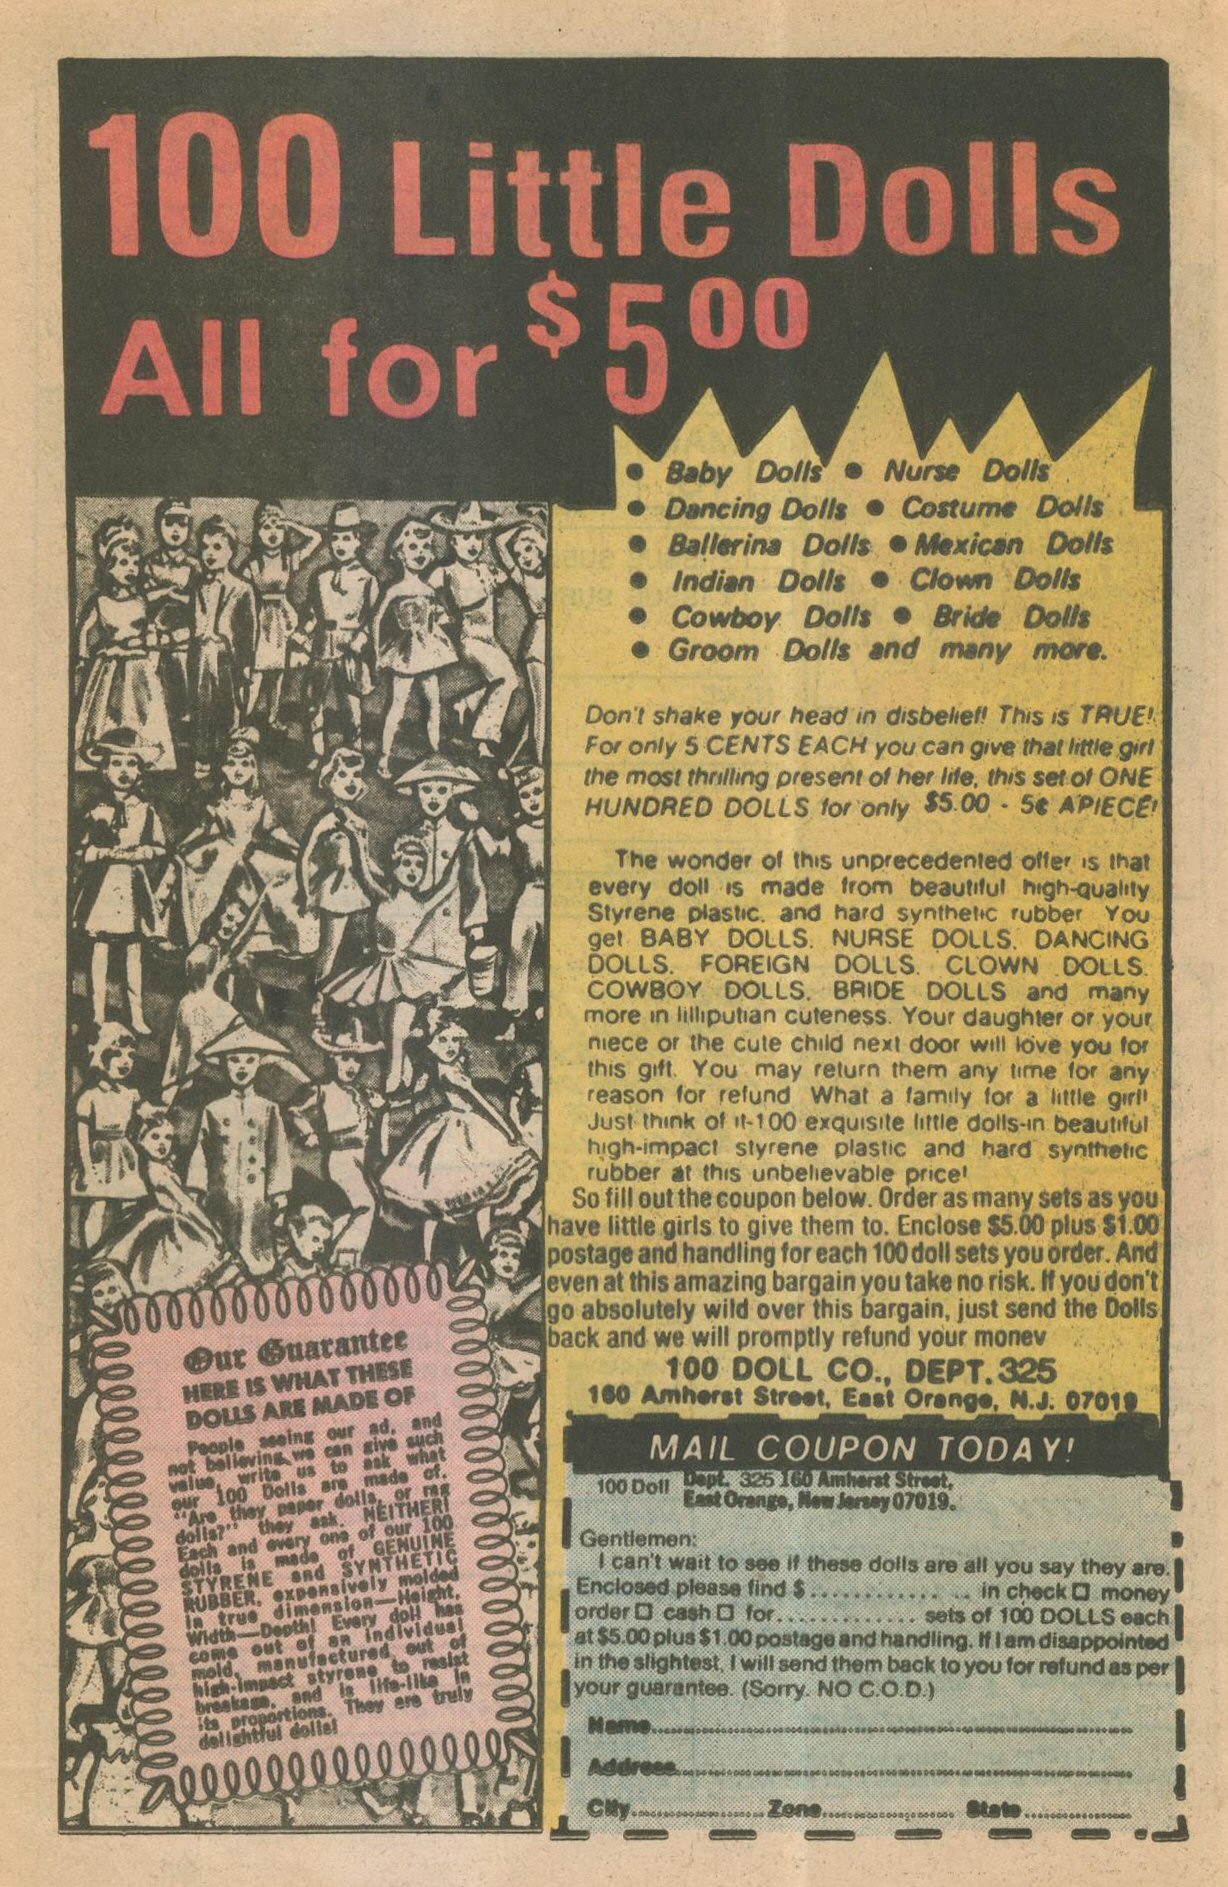 100 Little Dolls
All for $5.00
• Baby Dolls • Nurse Dolls
• Dancing Dolls • Costume Dolls
• Ballerina Dolls • Mexican Dolls
• Indian Dolls • Clown Dolls
• Cowboy Dolls • Bride Dolls
• Groom Dolls and many more.
Don't shake your head in disbelief! This is TRUE!
For only 5 CENTS EACH you can give that little girl
the most thrilling present of her life, this set of ONE
HUNDRED DOLLS for only $5.00 - 5¢ APIECE!
The wonder of this unprecedented offer is that
every doll is made from beautiful high-quality
Styrene plastic, and hard synthetic rubber You
get BABY DOLLS, NURSE DOLLS, DANCING
DOLLS, FOREIGN DOLLS, CLOWN DOLLS,
COWBOY DOLLS, BRIDE DOLLS and many
more in lilliputian cuteness. Your daughter or your
niece or the cute child next door will love you for
this gift. You may return them any time for any
reason for refund What a family for a little girl!
Just think of it-100 exquisite little dolls-in beautiful
high-impact styrene plastic and hard synthetic
rubber at this unbelievable price!
So fill out the coupon below. Order as many sets as you
have little girls to give them to. Enclose $5.00 plus $1.00
postage and handling for each 100 doll sets you order. And
even at this amazing bargain you take no risk. If you don't
go absolutely wild over this bargain, just send the Dolls
back and we will promptly refund your money
100 DOLL CO., DEPT. 325
160 Amherst Street, East Orange, N.J. 07019
Our Guarantee
HERE IS WHAT THESE
DOLLS ARE MADE OF
People seeing our ad, and
not believing we can give such
value, write us to ask what
our 100 Dolls are made of.
"Are they paper dolls, or rag
dolls?" they ask. NEITHER!
Each and every one of our 100
dolls is made of GENUINE
STYRENE and SYNTHETIC
RUBBER, expensively molded
in true dimension—Height,
Width—Depth! Every doll has
come out of an individual
mold, manufactured out of
high-impact styrene to resist
breakage, and is life-like in
its proportions. They are truly
delightful dolls!
MAIL COUPON TODAY!
100 Doll Dept. 325 160 Amherst Street,
East Orange, New Jersey 07019.
Gentlemen:
I can't wait to see if these dolls are all you say they are.
Enclosed please find $.............. in check ☐ money
order ☐ cash ☐ for............. sets of 100 DOLLS each
at $5.00 plus $1.00 postage and handling. If I am disappointed
in the slightest, I will send them back to you for refund as per
your guarantee. (Sorry. NO C.O.D.)
Name....................
Address....................
City............ Zone............ State............